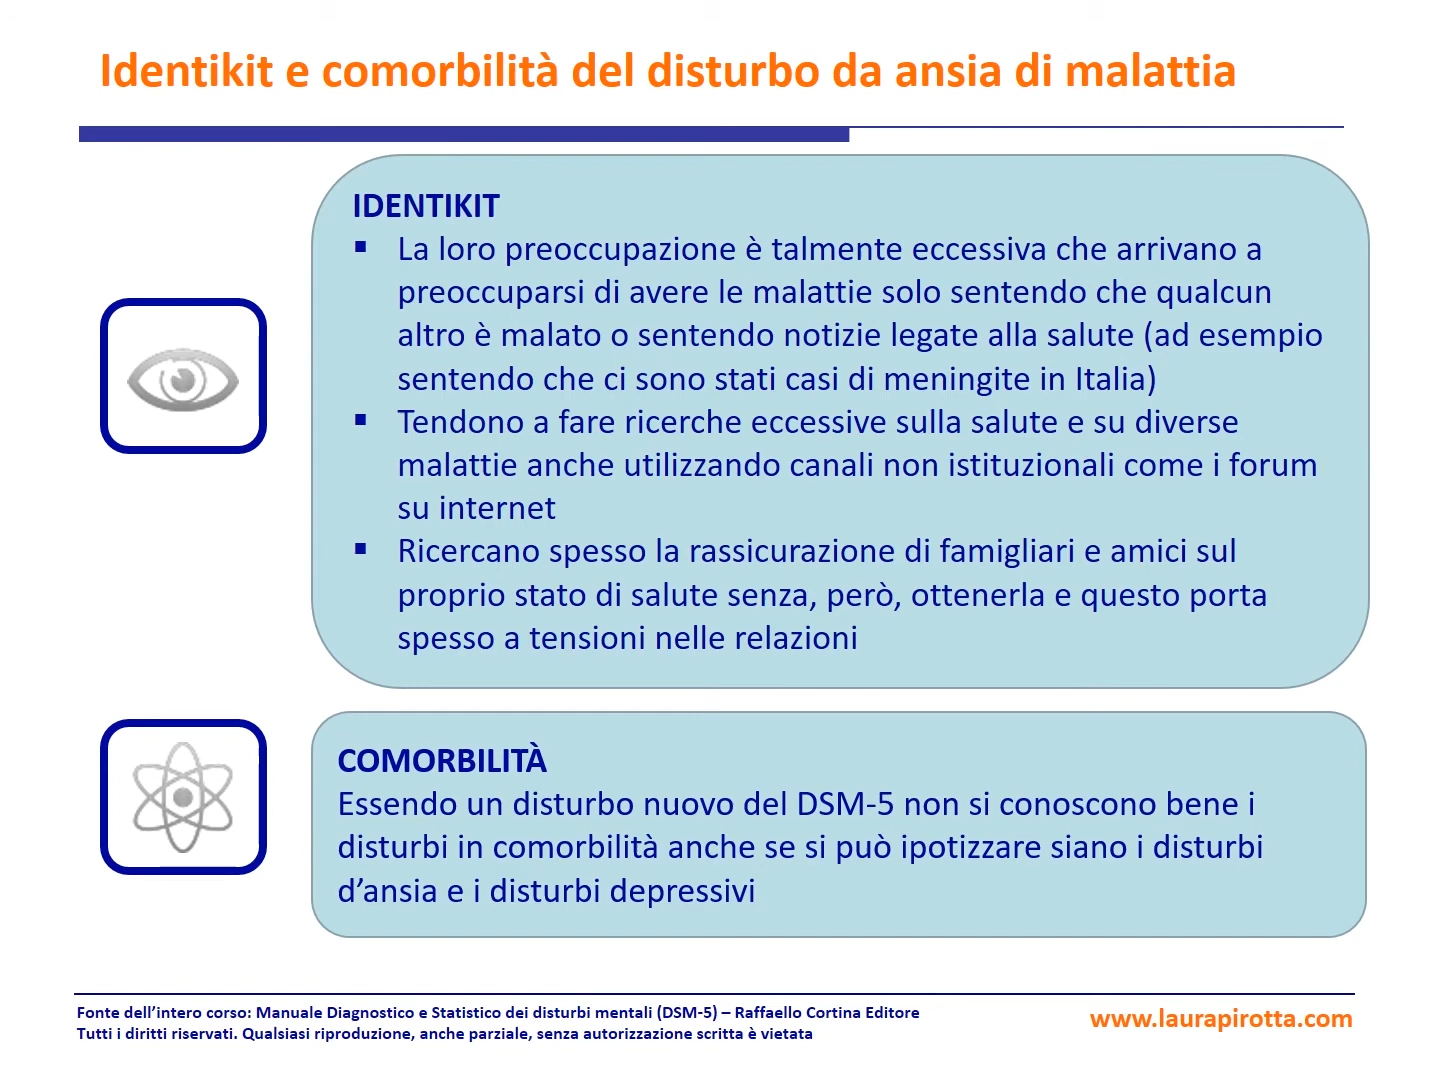 Identikit e comorbilità del disturbo da ansia di malattia
IDENTIKIT
▪ La loro preoccupazione è talmente eccessiva che arrivano a
preoccuparsi di avere le malattie solo sentendo che qualcun
altro è malato o sentendo notizie legate alla salute (ad esempio
sentendo che ci sono stati casi di meningite in Italia)
▪ Tendono a fare ricerche eccessive sulla salute e su diverse
malattie anche utilizzando canali non istituzionali come i forum
su internet
▪ Ricercano spesso la rassicurazione di famigliari e amici sul
proprio stato di salute senza, però, ottenerla e questo porta
spesso a tensioni nelle relazioni
COMORBILITÀ
Essendo un disturbo nuovo del DSM-5 non si conoscono bene i
disturbi in comorbilità anche se si può ipotizzare siano i disturbi
d’ansia e i disturbi depressivi
Fonte dell’intero corso: Manuale Diagnostico e Statistico dei disturbi mentali (DSM-5) – Raffaello Cortina Editore
Tutti i diritti riservati. Qualsiasi riproduzione, anche parziale, senza autorizzazione scritta è vietata
www.laurapirotta.com